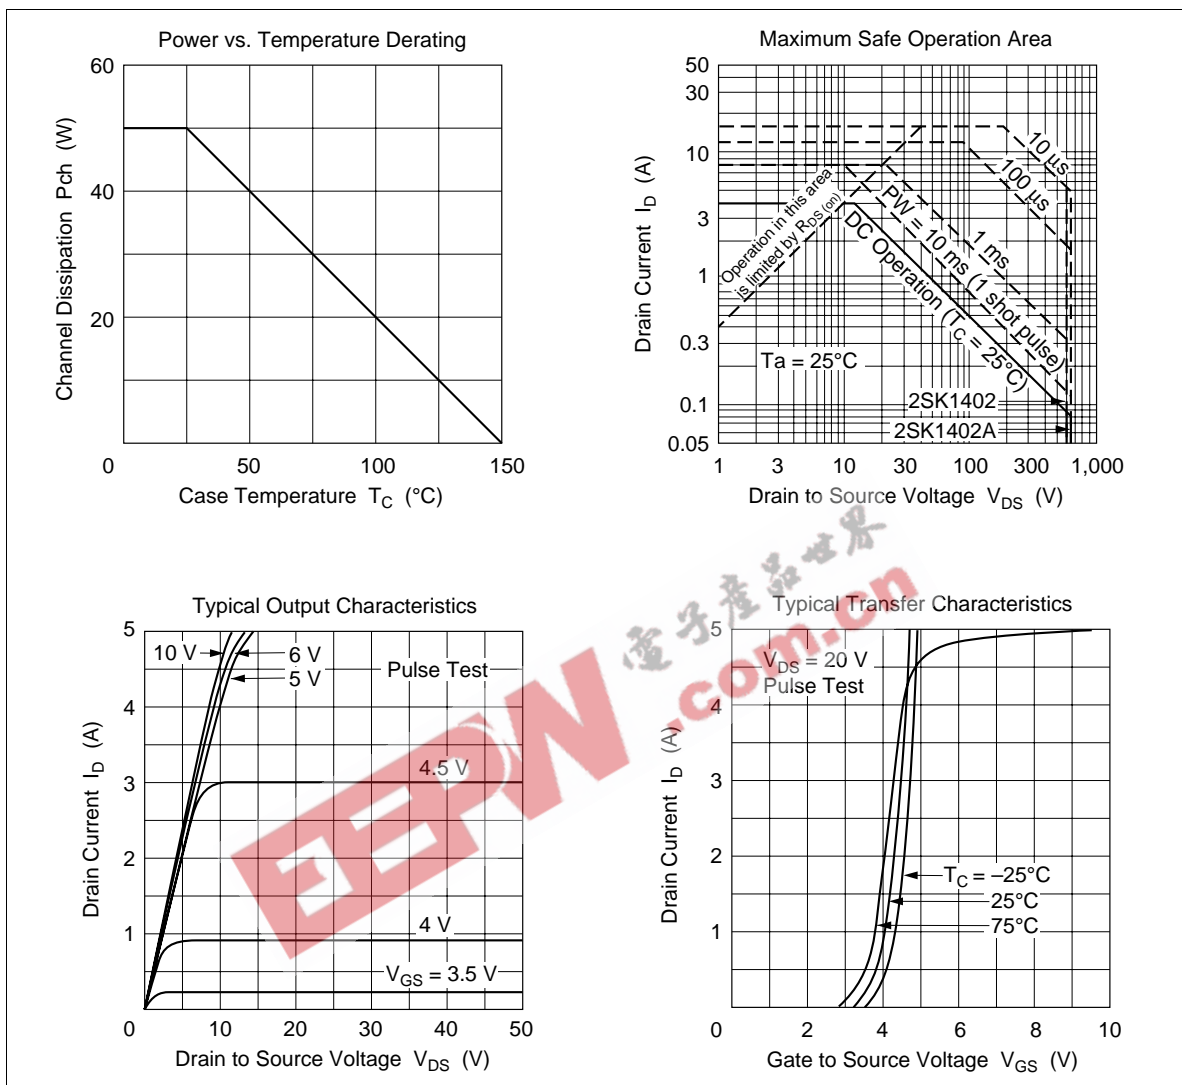 Power vs. Temperature Derating
60
40
20
0
50
100
150
Channel Dissipation Pch (W)
Case Temperature TC (°C)
Maximum Safe Operation Area
50
30
10
3
1
0.3
0.1
0.05
1
3
10
30
100
300
1,000
Drain Current ID (A)
Drain to Source Voltage VDS (V)
Operation in this area
is limited by RDS (on)
10 µs
100 µs
1 ms
PW = 10 ms (1 shot pulse)
DC Operation (TC = 25°C)
Ta = 25°C
2SK1402
2SK1402A
Typical Output Characteristics
5
4
3
2
1
0
10
20
30
40
50
Drain Current ID (A)
Drain to Source Voltage VDS (V)
10 V
6 V
5 V
Pulse Test
4.5 V
4 V
VGS = 3.5 V
Typical Transfer Characteristics
5
4
3
2
1
0
2
4
6
8
10
Drain Current ID (A)
Gate to Source Voltage VGS (V)
VDS = 20 V
Pulse Test
TC = –25°C
25°C
75°C
EEPW
.com.cn
電子産品世界